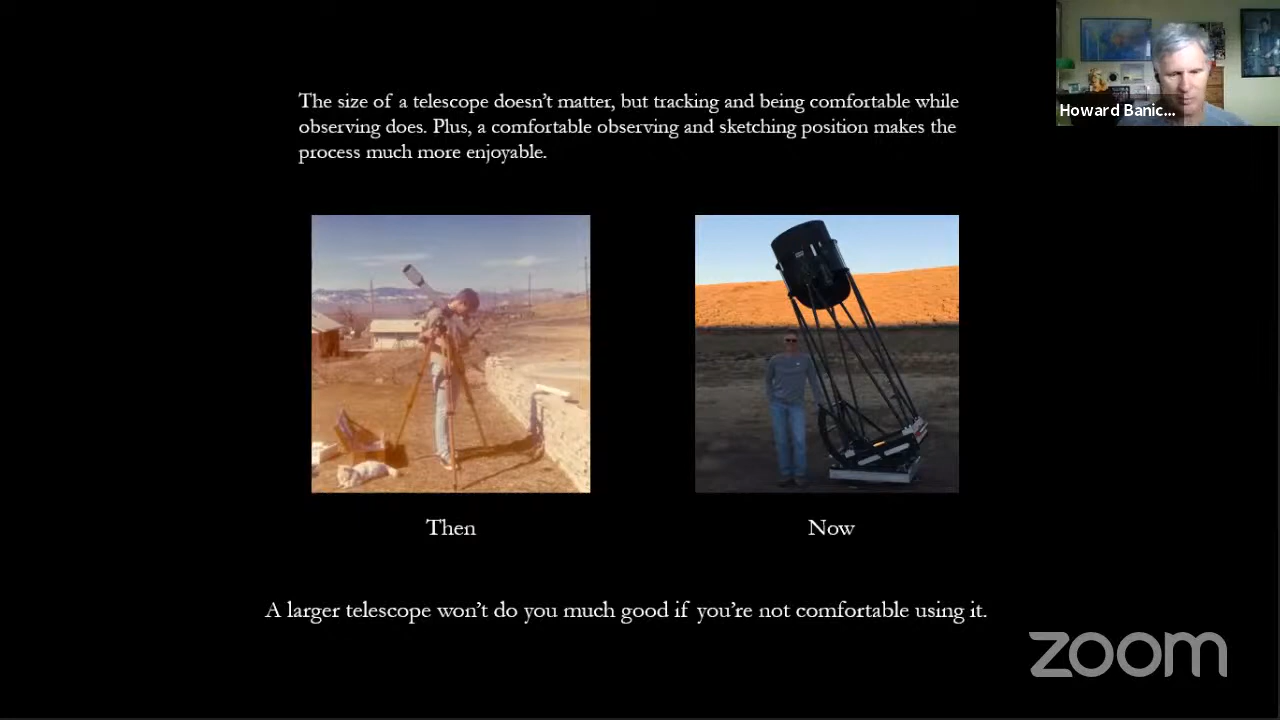 The size of a telescope doesn't matter, but tracking and being comfortable while
observing does. Plus, a comfortable observing and sketching position makes the
process much more enjoyable.
Howard Banic...
Then
Now
A larger telescope won't do you much good if you're not comfortable using it.
zoom